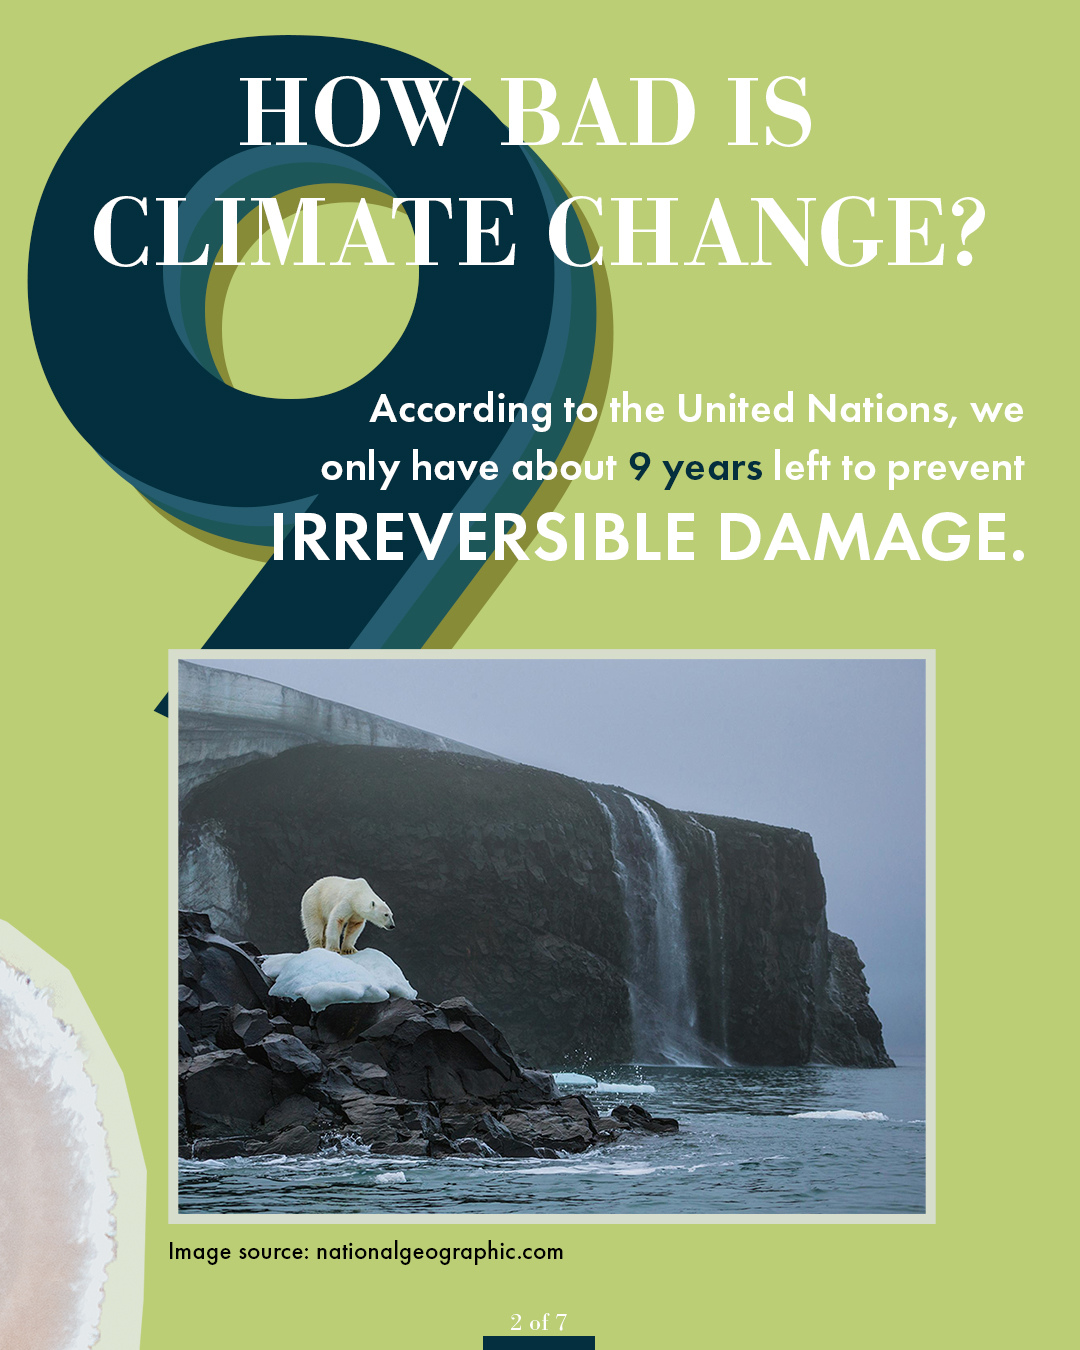 9
HOW BAD IS
CLIMATE CHANGE?
According to the United Nations, we
only have about 9 years left to prevent
IRREVERSIBLE DAMAGE.
Image source: nationalgeographic.com
2 of 7